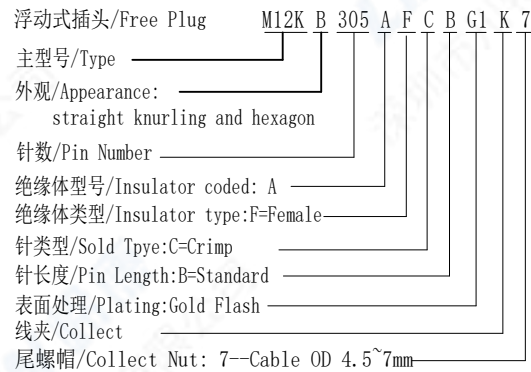 浮动式插头/Free Plug M12K B 305 A F C B G1 K 7
主型号/Type
外观/Appearance:
straight knurling and hexagon
针数/Pin Number
绝缘体型号/Insulator coded: A
绝缘体类型/Insulator type:F=Female
针类型/Sold Tpye:C=Crimp
针长度/Pin Length:B=Standard
表面处理/Plating:Gold Flash
线夹/Collect
尾螺帽/Collect Nut: 7--Cable OD 4.5~7mm